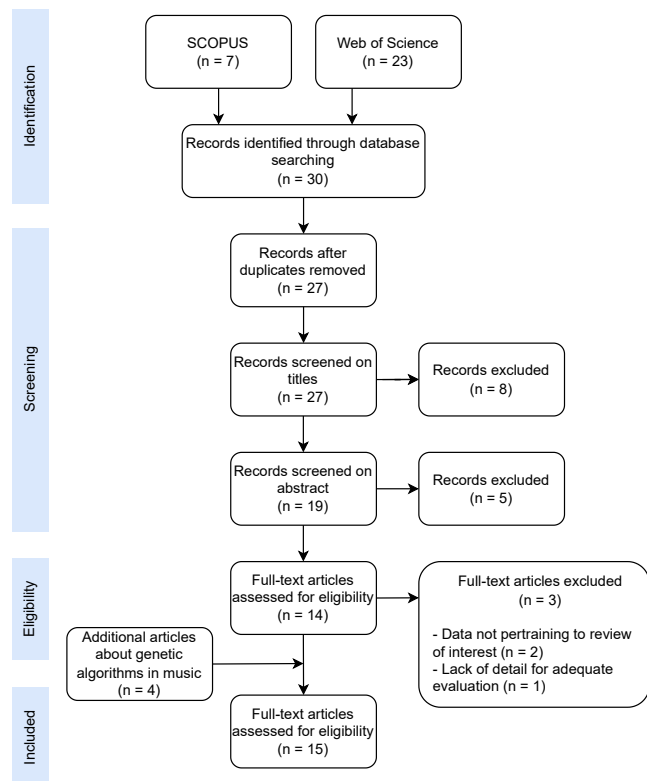 Identification
SCOPUS
(n = 7)
Web of Science
(n = 23)
Records identified through database
searching
(n = 30)
Screening
Records after
duplicates removed
(n = 27)
Records screened on
titles
(n = 27)
Records excluded
(n = 8)
Records screened on
abstract
(n = 19)
Records excluded
(n = 5)
Eligibility
Full-text articles
assessed for eligibility
(n = 14)
Full-text articles excluded
(n = 3)
- Data not pertaining to review
of interest (n = 2)
- Lack of detail for adequate
evaluation (n = 1)
Additional articles
about genetic
algorithms in music
(n = 4)
Included
Full-text articles
assessed for eligibility
(n = 15)